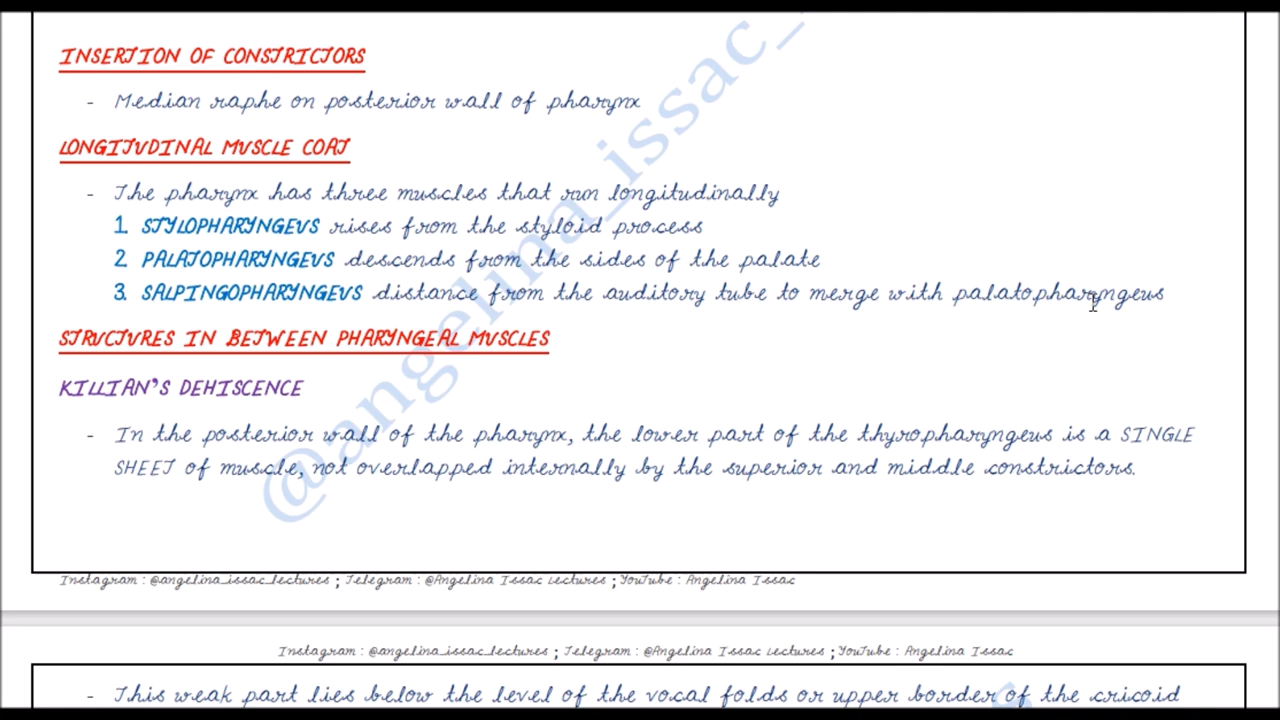 INSERTION OF CONSTRICTORS
- Median raphe on posterior wall of pharynx
LONGITUDINAL MUSCLE COAT
- The pharynx has three muscles that run longitudinally
1. STYLOPHARYNGEUS rises from the styloid process
2. PALATOPHARYNGEUS descends from the sides of the palate
3. SALPINGOPHARYNGEUS distance from the auditory tube to merge with palatopharyngeus
STRUCTURES IN BETWEEN PHARYNGEAL MUSCLES
KILLIAN'S DEHISCENCE
- In the posterior wall of the pharynx, the lower part of the thyropharyngeus is a SINGLE
SHEET of muscle, not overlapped internally by the superior and middle constrictors.
@angelina_issac_
Instagram : @angelina_issac_lectures ; Telegram : @Angelina Issac Lectures ; YouTube : Angelina Issac
Instagram : @angelina_issac_lectures ; Telegram : @Angelina Issac Lectures ; YouTube : Angelina Issac
- This weak part lies below the level of the vocal folds or upper border of the cricoid